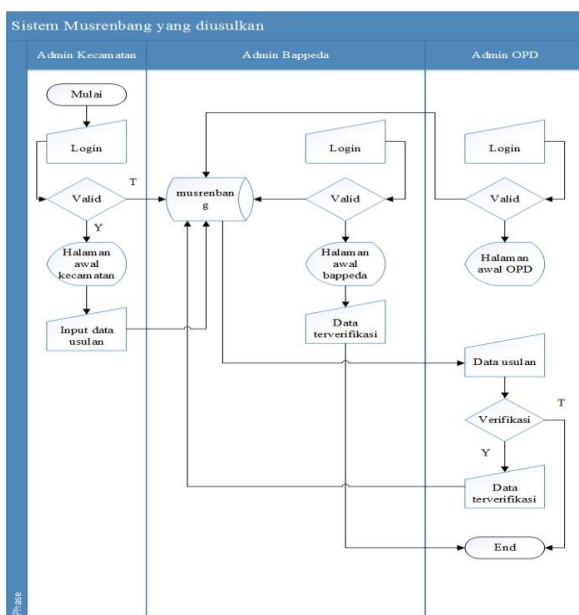 Sistem Musrenbang yang diusulkan
Admin Kecamatan
Admin Bappeda
Admin OPD
Mulai
Login
Valid
T
Y
Halaman
awal
kecamatan
Input data
usulan
musrenban
g
Login
Valid
Halaman
awal
bappeda
Data
terverifikasi
Login
Valid
Halaman
awal OPD
Data usulan
Verifikasi
T
Y
Data
terverifikasi
End
Phase